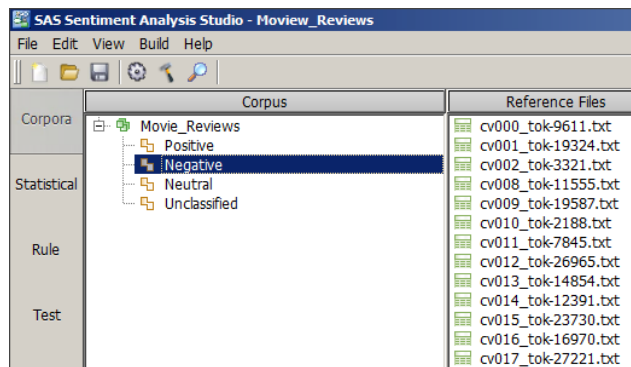 SAS Sentiment Analysis Studio - Moview_Reviews
File Edit View Build Help
Corpora
Statistical
Rule
Test
Corpus
Movie_Reviews
Positive
Negative
Neutral
Unclassified
Reference Files
cv000_tok-9611.txt
cv001_tok-19324.txt
cv002_tok-3321.txt
cv008_tok-11555.txt
cv009_tok-19587.txt
cv010_tok-2188.txt
cv011_tok-7845.txt
cv012_tok-26965.txt
cv013_tok-14854.txt
cv014_tok-12391.txt
cv015_tok-23730.txt
cv016_tok-16970.txt
cv017_tok-27221.txt